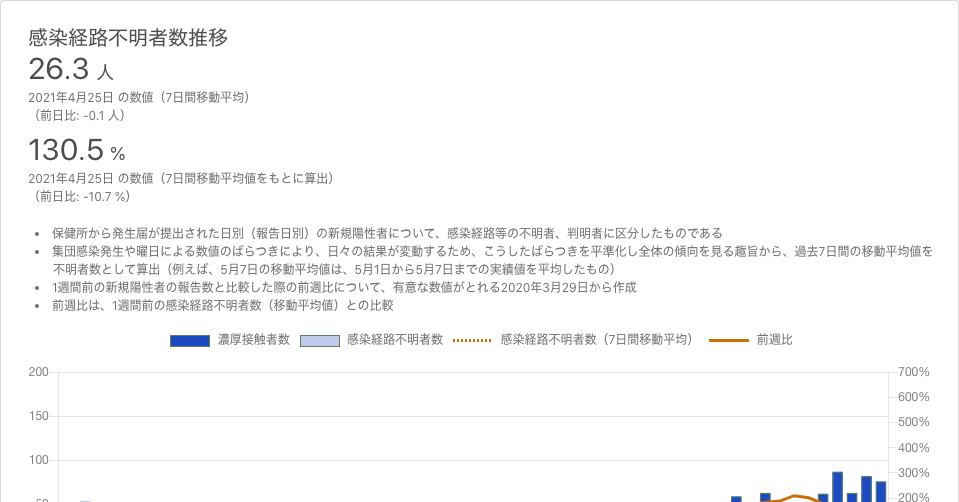 感染経路不明者数推移
26.3 人
2021年4月25日 の数値（7日間移動平均）
（前日比: -0.1 人）
130.5 %
2021年4月25日 の数値（7日間移動平均値をもとに算出）
（前日比: -10.7 %）
• 保健所から発生届が提出された日別（報告日別）の新規陽性者について、感染経路等の不明者、判明者に区分したものである
• 集団感染発生や曜日による数値のばらつきにより、日々の結果が変動するため、こうしたばらつきを平準化し全体の傾向を見る趣旨から、過去7日間の移動平均値を
不明者数として算出（例えば、5月7日の移動平均値は、5月1日から5月7日までの実績値を平均したもの）
• 1週間前の新規陽性者の報告数と比較した際の前週比について、有意な数値がとれる2020年3月29日から作成
• 前週比は、1週間前の感染経路不明者数（移動平均値）との比較
濃厚接触者数 感染経路不明者数 感染経路不明者数（7日間移動平均） 前週比
200 700%
600%
150 500%
400%
100
300%
50 200%